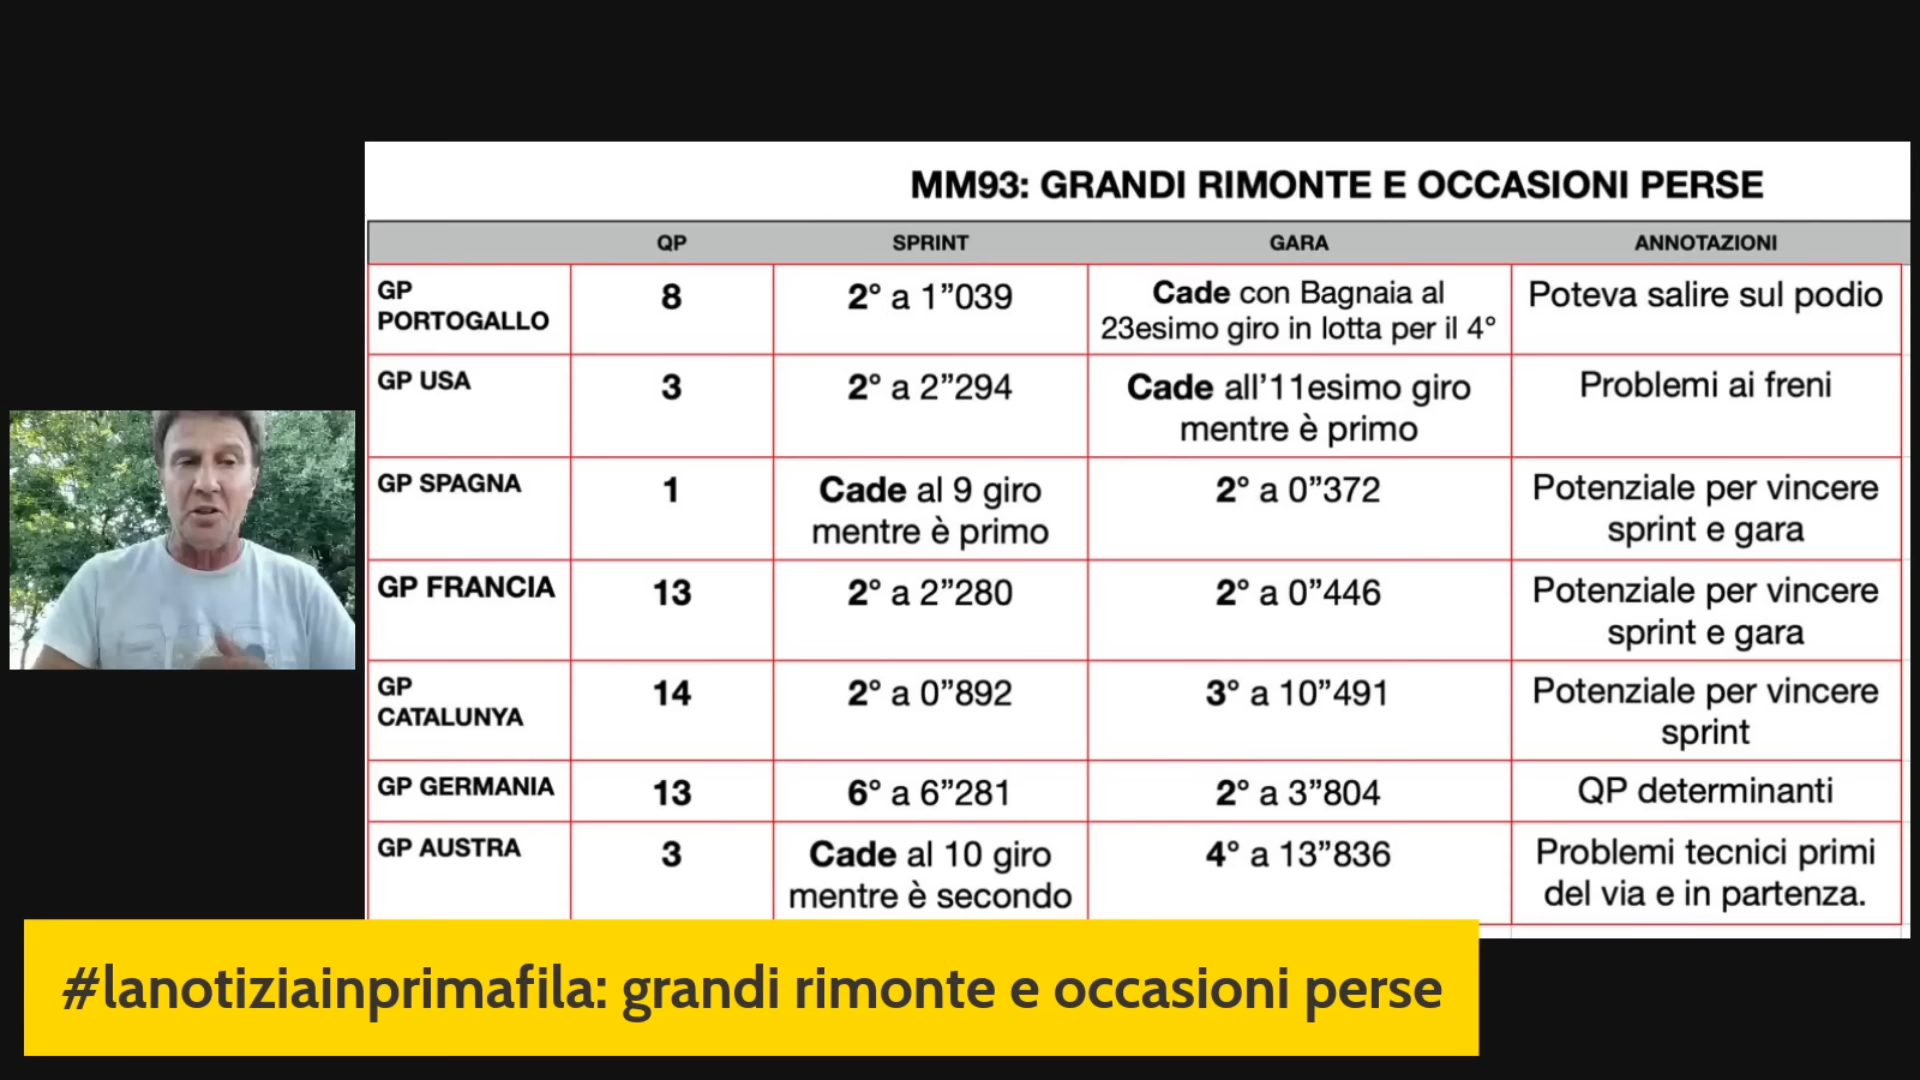 MM93: GRANDI RIMONTE E OCCASIONI PERSE
QP SPRINT GARA ANNOTAZIONI
GP PORTOGALLO 8 2° a 1”039 Cade con Bagnaia al 23esimo giro in lotta per il 4° Poteva salire sul podio
GP USA 3 2° a 2”294 Cade all’11esimo giro mentre è primo Problemi ai freni
GP SPAGNA 1 Cade al 9 giro mentre è primo 2° a 0”372 Potenziale per vincere sprint e gara
GP FRANCIA 13 2° a 2”280 2° a 0”446 Potenziale per vincere sprint e gara
GP CATALUNYA 14 2° a 0”892 3° a 10”491 Potenziale per vincere sprint
GP GERMANIA 13 6° a 6”281 2° a 3”804 QP determinanti
GP AUSTRA 3 Cade al 10 giro mentre è secondo 4° a 13”836 Problemi tecnici primi del via e in partenza.
#lanotiziainprimafila: grandi rimonte e occasioni perse